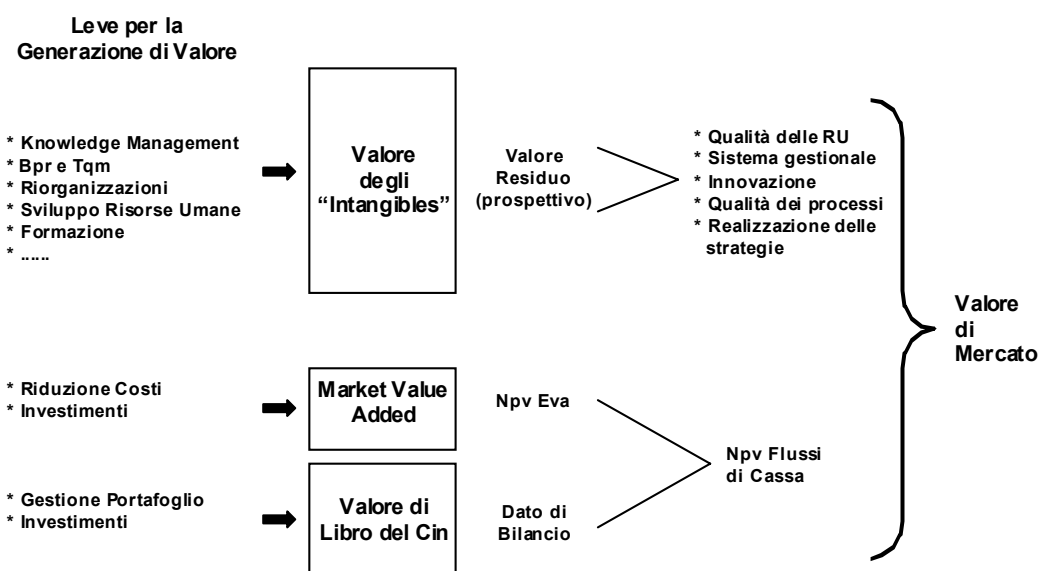 Leve per la
Generazione di Valore
* Knowledge Management
* Bpr e Tqm
* Riorganizzazioni
* Sviluppo Risorse Umane
* Formazione
* ......
Valore
degli
“Intangibles”
Valore
Residuo
(prospettivo)
* Qualità delle RU
* Sistema gestionale
* Innovazione
* Qualità dei processi
* Realizzazione delle
strategie
Valore
di
Mercato
* Riduzione Costi
* Investimenti
Market Value
Added
Npv Eva
Npv Flussi
di Cassa
* Gestione Portafoglio
* Investimenti
Valore di
Libro del Cin
Dato di
Bilancio